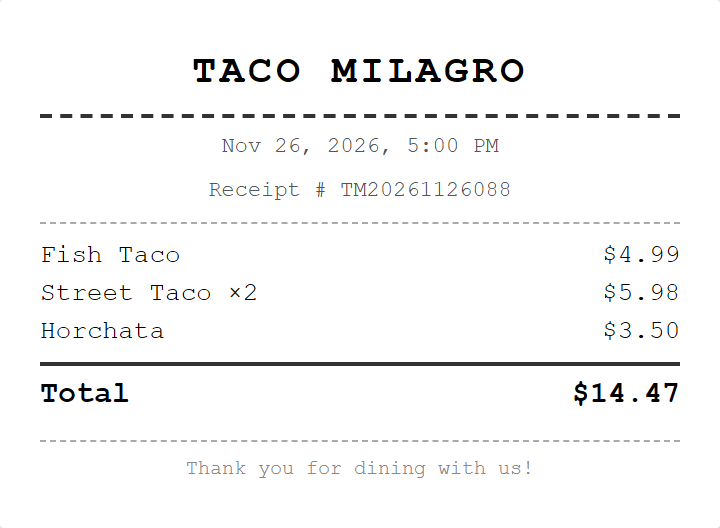 TACO MILAGRO
Nov 26, 2026, 5:00 PM
Receipt # TM20261126088
Fish Taco $4.99
Street Taco ×2 $5.98
Horchata $3.50
Total $14.47
Thank you for dining with us!